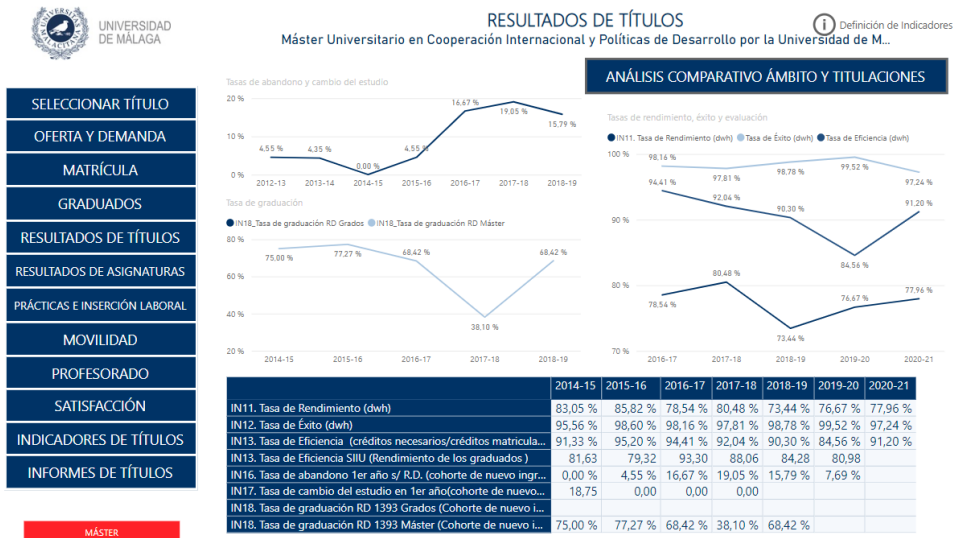 UNIVERSIDAD
DE MÁLAGA
RESULTADOS DE TÍTULOS
Máster Universitario en Cooperación Internacional y Políticas de Desarrollo por la Universidad de M...
Definición de Indicadores
SELECCIONAR TÍTULO
OFERTA Y DEMANDA
MATRÍCULA
GRADUADOS
RESULTADOS DE TÍTULOS
RESULTADOS DE ASIGNATURAS
PRÁCTICAS E INSERCIÓN LABORAL
MOVILIDAD
PROFESORADO
SATISFACCIÓN
INDICADORES DE TÍTULOS
INFORMES DE TÍTULOS
MÁSTER
Tasas de abandono y cambio del estudio
20 %
10 %
0 %
4,55 %
4,35 %
0,00 %
4,55 %
16,67 %
19,05 %
15,79 %
2012-13 2013-14 2014-15 2015-16 2016-17 2017-18 2018-19
Tasa de graduación
IN18_Tasa de graduación RD Grados IN18_Tasa de graduación RD Máster
80 %
60 %
40 %
20 %
75,00 %
77,27 %
68,42 %
38,10 %
68,42 %
2014-15 2015-16 2016-17 2017-18 2018-19
ANÁLISIS COMPARATIVO ÁMBITO Y TITULACIONES
Tasas de rendimiento, éxito y evaluación
IN11. Tasa de Rendimiento (dwh) Tasa de Éxito (dwh) Tasa de Eficiencia (dwh)
100 %
90 %
80 %
70 %
98,16 %
97,81 %
98,78 %
99,52 %
97,24 %
94,41 %
92,04 %
90,30 %
84,56 %
91,20 %
78,54 %
80,48 %
73,44 %
76,67 %
77,96 %
2016-17 2017-18 2018-19 2019-20 2020-21
2014-15 2015-16 2016-17 2017-18 2018-19 2019-20 2020-21
IN11. Tasa de Rendimiento (dwh) 83,05 % 85,82 % 78,54 % 80,48 % 73,44 % 76,67 % 77,96 %
IN12. Tasa de Éxito (dwh) 95,56 % 98,60 % 98,16 % 97,81 % 98,78 % 99,52 % 97,24 %
IN13. Tasa de Eficiencia (créditos necesarios/créditos matricula... 91,33 % 95,20 % 94,41 % 92,04 % 90,30 % 84,56 % 91,20 %
IN13. Tasa de Eficiencia SIIU (Rendimiento de los graduados ) 81,63 79,32 93,30 88,06 84,28 80,98
IN16. Tasa de abandono 1er año s/ R.D. (cohorte de nuevo ingr... 0,00 % 4,55 % 16,67 % 19,05 % 15,79 % 7,69 %
IN17. Tasa de cambio del estudio en 1er año(cohorte de nuevo... 18,75 0,00 0,00 0,00
IN18. Tasa de graduación RD 1393 Grados (Cohorte de nuevo i...
IN18. Tasa de graduación RD 1393 Máster (Cohorte de nuevo i... 75,00 % 77,27 % 68,42 % 38,10 % 68,42 %